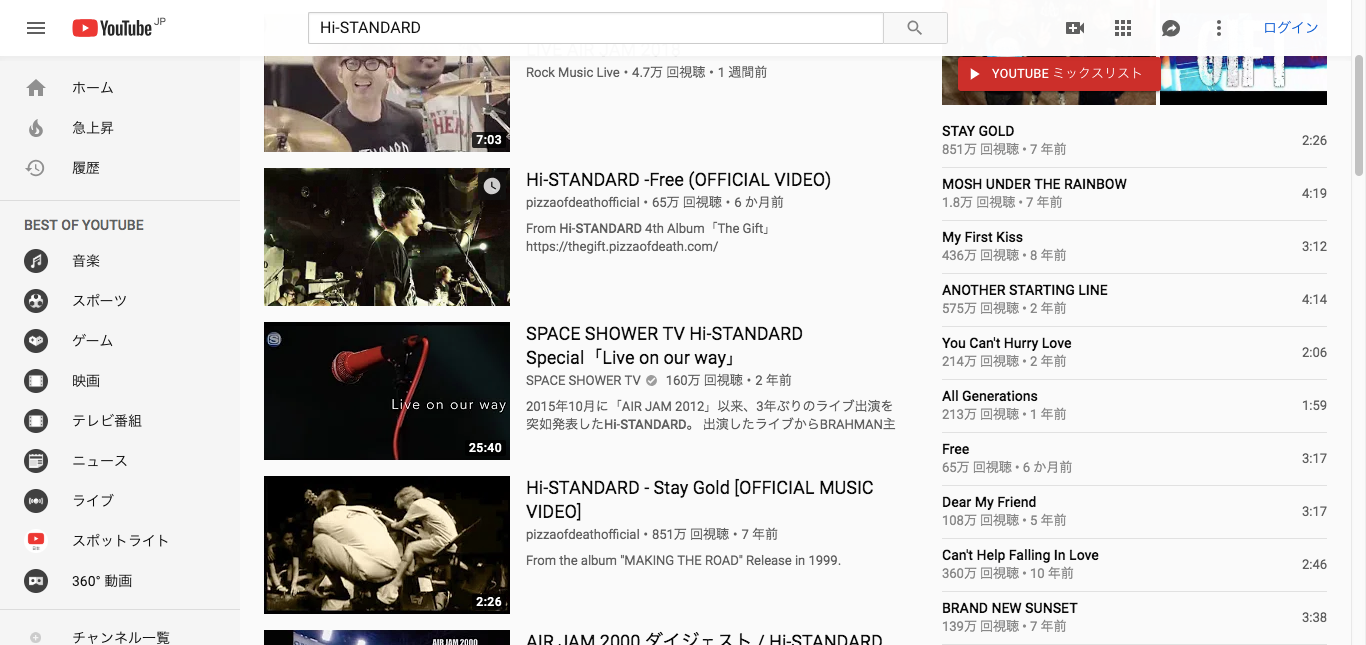 YouTube JP
Hi-STANDARD
ログイン
ホーム
急上昇
履歴
BEST OF YOUTUBE
音楽
スポーツ
ゲーム
映画
テレビ番組
ニュース
ライブ
スポットライト
360° 動画
チャンネル一覧
LIVE AIR JAM 2018
Rock Music Live • 4.7万 回視聴 • 1 週間前
7:03
Hi-STANDARD -Free (OFFICIAL VIDEO)
pizzaofdeathofficial • 65万 回視聴 • 6 か月前
From Hi-STANDARD 4th Album「The Gift」
https://thegift.pizzaofdeath.com/
Live on our way
25:40
SPACE SHOWER TV Hi-STANDARD
Special「Live on our way」
SPACE SHOWER TV 160万 回視聴 • 2 年前
2015年10月に「AIR JAM 2012」以来、3年ぶりのライブ出演を
突如発表したHi-STANDARD。 出演したライブからBRAHMAN主
2:26
Hi-STANDARD - Stay Gold [OFFICIAL MUSIC
VIDEO]
pizzaofdeathofficial • 851万 回視聴 • 7 年前
From the album "MAKING THE ROAD" Release in 1999.
AIR JAM 2000
AIR JAM 2000 ダイジェスト / Hi-STANDARD
GIFT
YOUTUBE ミックスリスト
STAY GOLD
851万 回視聴 • 7 年前
2:26
MOSH UNDER THE RAINBOW
1.8万 回視聴 • 7 年前
4:19
My First Kiss
436万 回視聴 • 8 年前
3:12
ANOTHER STARTING LINE
575万 回視聴 • 2 年前
4:14
You Can't Hurry Love
214万 回視聴 • 2 年前
2:06
All Generations
213万 回視聴 • 1 年前
1:59
Free
65万 回視聴 • 6 か月前
3:17
Dear My Friend
108万 回視聴 • 5 年前
3:17
Can't Help Falling In Love
360万 回視聴 • 10 年前
2:46
BRAND NEW SUNSET
139万 回視聴 • 7 年前
3:38